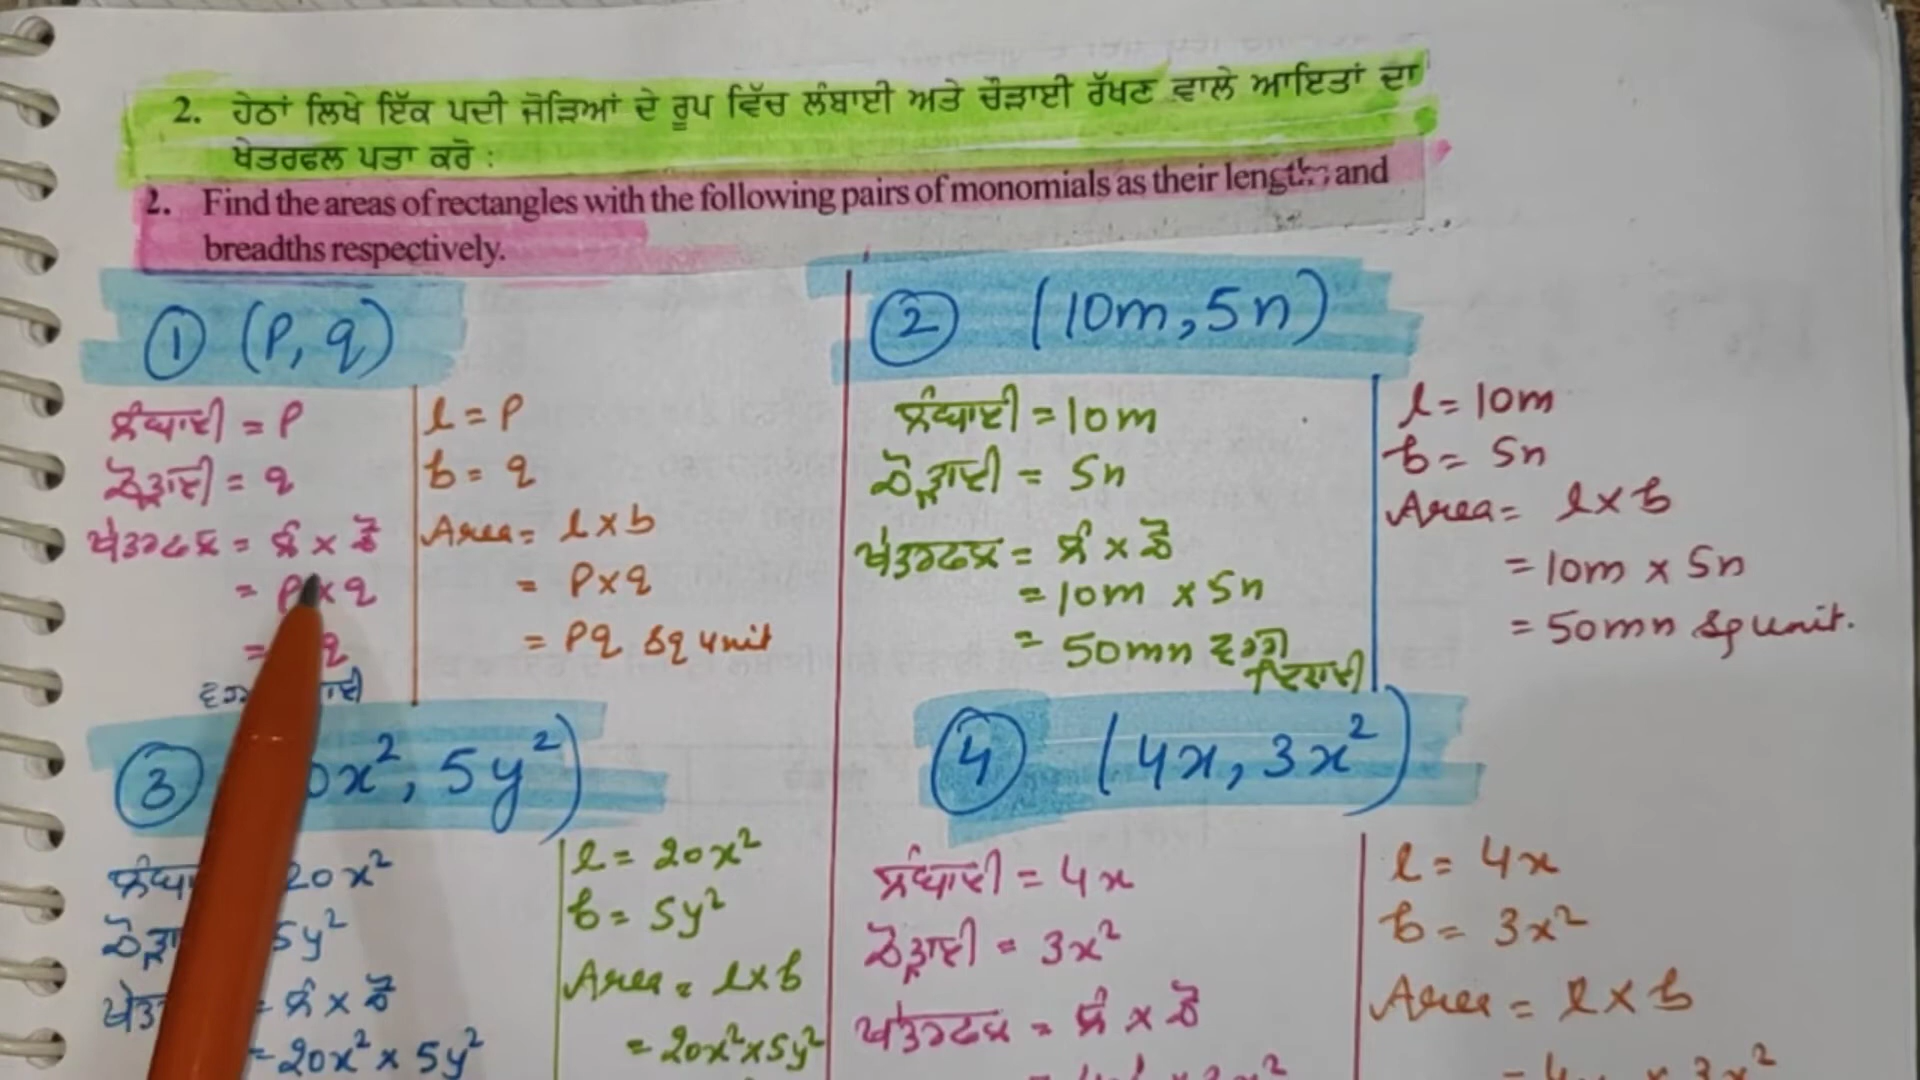 2. ਹੇਠਾਂ ਲਿਖੇ ਇੱਕ ਪਦੀ ਜੋੜਿਆਂ ਦੇ ਰੂਪ ਵਿੱਚ ਲੰਬਾਈ ਅਤੇ ਚੌੜਾਈ ਰੱਖਣ ਵਾਲੇ ਆਇਤਾਂ ਦਾ
ਖੇਤਰਫਲ ਪਤਾ ਕਰੋ :
2. Find the areas of rectangles with the following pairs of monomials as their lengths and
breadths respectively.
① (P, q)
ਲੰਬਾਈ = P
ਚੌੜਾਈ = q
ਖੇਤਰਫਲ = ਲੰ × ਚੌ
= P × q
= q
l = P
b = q
Area = l × b
= P × q
= Pq sq unit
② (10m, 5n)
ਲੰਬਾਈ = 10m
ਚੌੜਾਈ = 5n
ਖੇਤਰਫਲ = ਲੰ × ਚੌ
= 10m × 5n
= 50mn ਵਰਗ
ਇਕਾਈ
l = 10m
b = 5n
Area = l × b
= 10m × 5n
= 50mn sq unit.
③ 0x², 5y²)
20x²
5y²
= ਲੰ × ਚੌ
= 20x² × 5y²
l = 20x²
b = 5y²
Area = l × b
= 20x² × 5y²
④ (4x, 3x²)
ਲੰਬਾਈ = 4x
ਚੌੜਾਈ = 3x²
ਖੇਤਰਫਲ = ਲੰ × ਚੌ
l = 4x
b = 3x²
Area = l × b